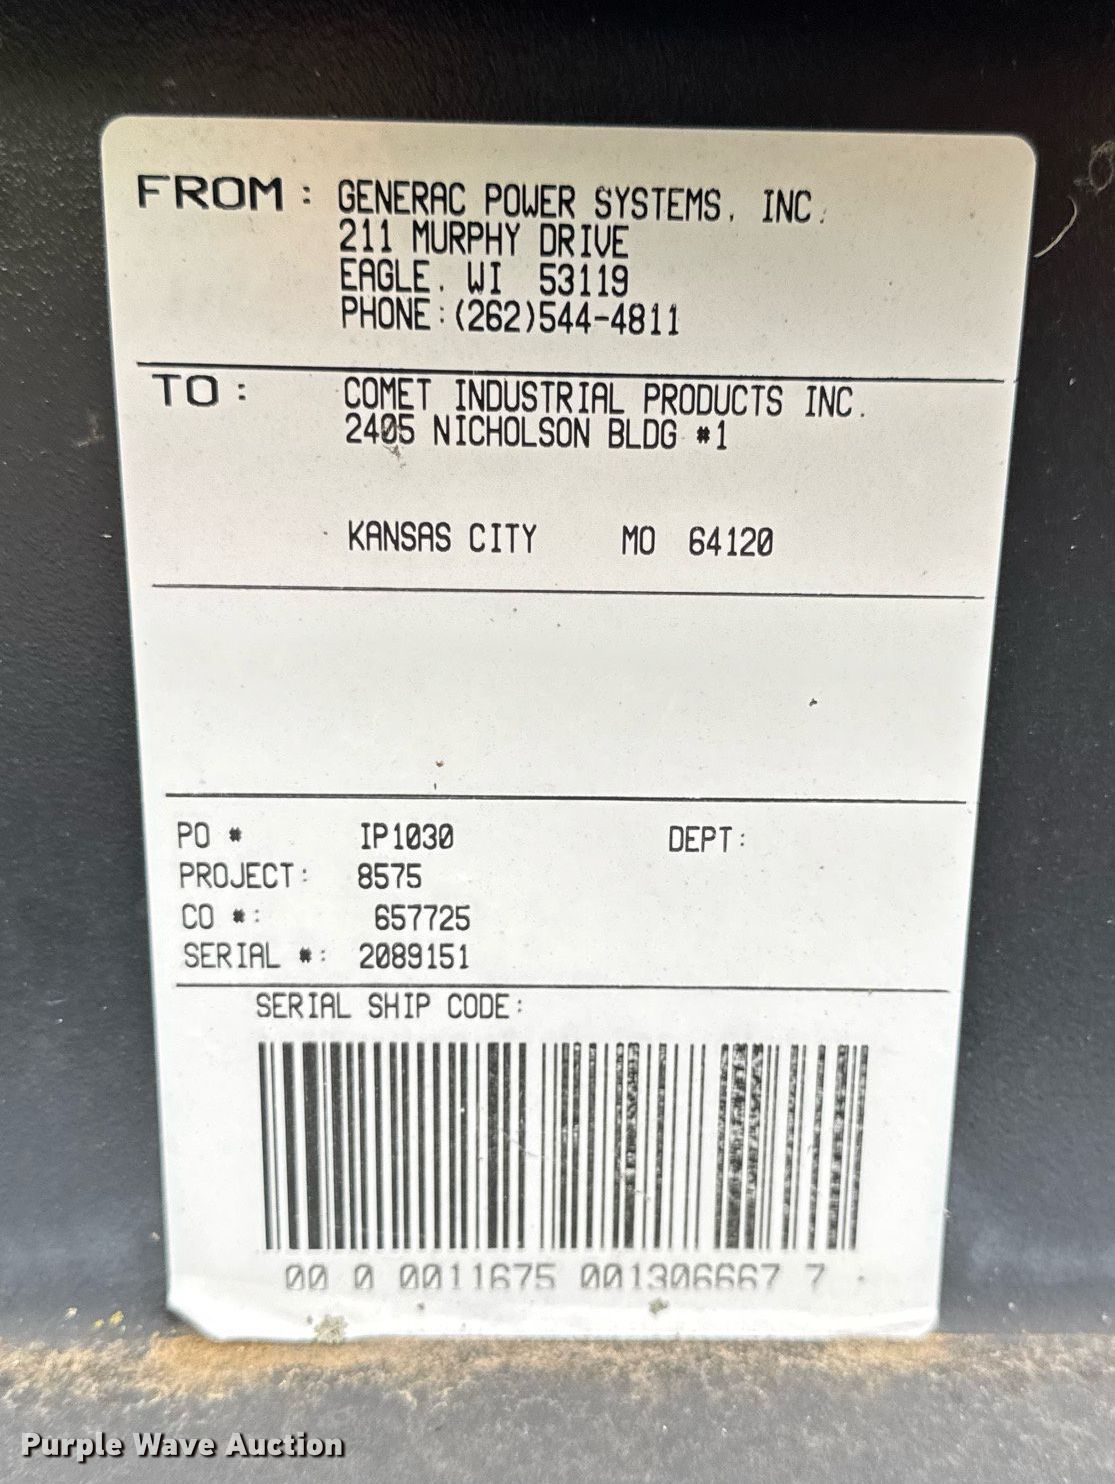 FROM: GENERAC POWER SYSTEMS, INC.
211 MURPHY DRIVE
EAGLE, WI 53119
PHONE:(262)544-4811
TO: COMET INDUSTRIAL PRODUCTS INC.
2405 NICHOLSON BLDG #1
KANSAS CITY MO 64120
PO # IP1030 DEPT:
PROJECT: 8575
CO #: 657725
SERIAL #: 2089151
SERIAL SHIP CODE:
00 0 0011675 001306667 7
Purple Wave Auction